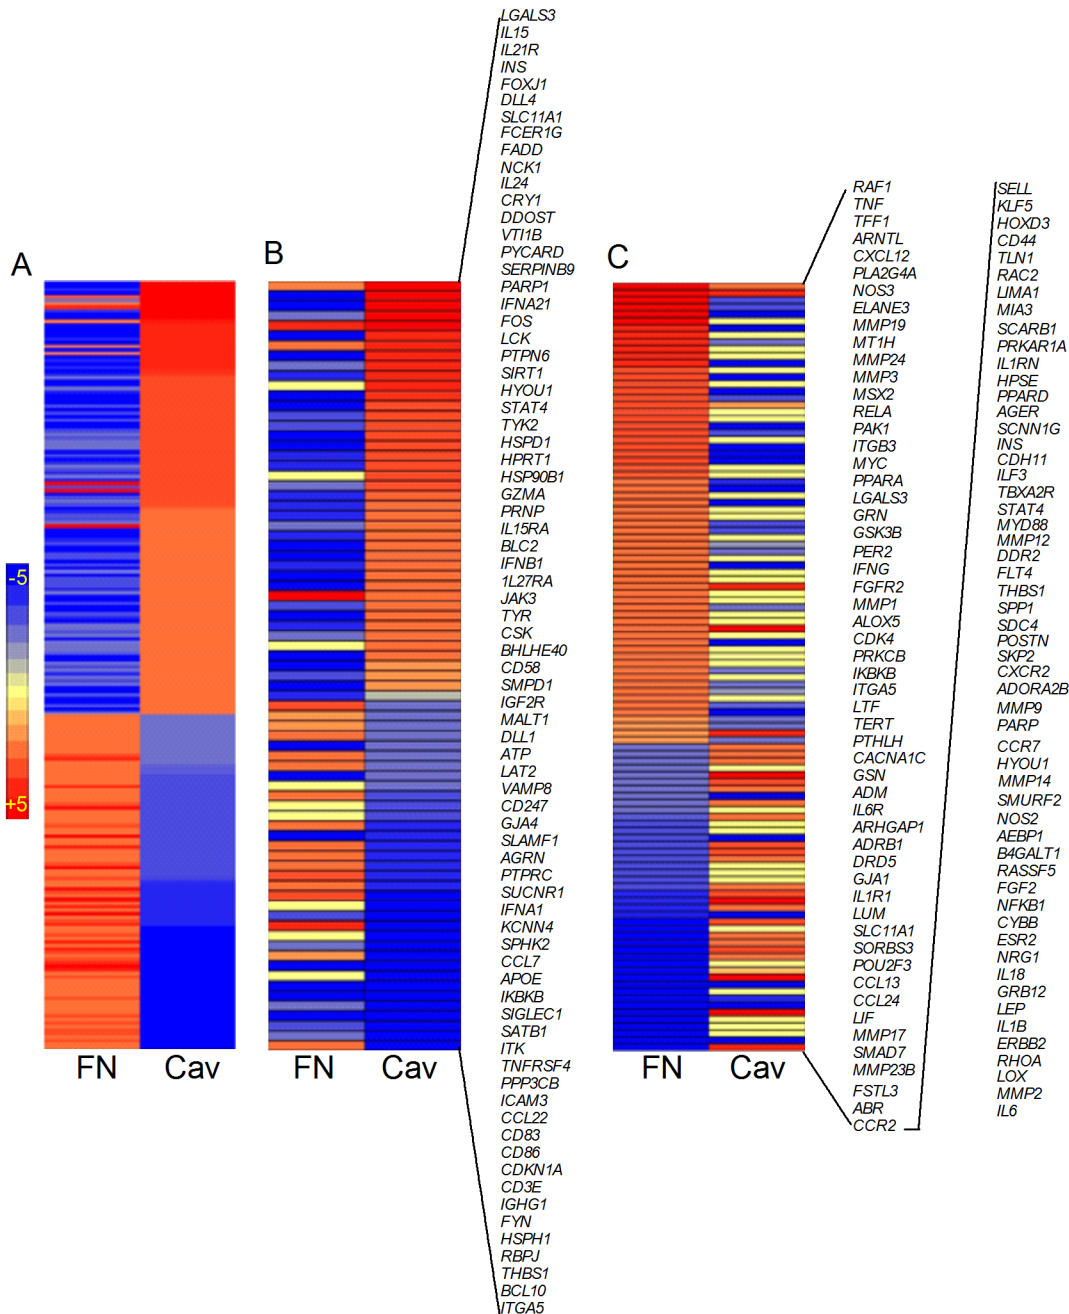 A
-5
+5
FN
Cav
B
FN
Cav
LGALS3
IL15
IL21R
INS
FOXJ1
DLL4
SLC11A1
FCER1G
FADD
NCK1
IL24
CRY1
DDOST
VTI1B
PYCARD
SERPINB9
PARP1
IFNA21
FOS
LCK
PTPN6
SIRT1
HYOU1
STAT4
TYK2
HSPD1
HPRT1
HSP90B1
GZMA
PRNP
IL15RA
BLC2
IFNB1
1L27RA
JAK3
TYR
CSK
BHLHE40
CD58
SMPD1
IGF2R
MALT1
DLL1
ATP
LAT2
VAMP8
CD247
GJA4
SLAMF1
AGRN
PTPRC
SUCNR1
IFNA1
KCNN4
SPHK2
CCL7
APOE
IKBKB
SIGLEC1
SATB1
ITK
TNFRSF4
PPP3CB
ICAM3
CCL22
CD83
CD86
CDKN1A
CD3E
IGHG1
FYN
HSPH1
RBPJ
THBS1
BCL10
ITGA5
C
FN
Cav
RAF1
TNF
TFF1
ARNTL
CXCL12
PLA2G4A
NOS3
ELANE3
MMP19
MT1H
MMP24
MMP3
MSX2
RELA
PAK1
ITGB3
MYC
PPARA
LGALS3
GRN
GSK3B
PER2
IFNG
FGFR2
MMP1
ALOX5
CDK4
PRKCB
IKBKB
ITGA5
LTF
TERT
PTHLH
CACNA1C
GSN
ADM
IL6R
ARHGAP1
ADRB1
DRD5
GJA1
IL1R1
LUM
SLC11A1
SORBS3
POU2F3
CCL13
CCL24
LIF
MMP17
SMAD7
MMP23B
FSTL3
ABR
CCR2
SELL
KLF5
HOXD3
CD44
TLN1
RAC2
LIMA1
MIA3
SCARB1
PRKAR1A
IL1RN
HPSE
PPARD
AGER
SCNN1G
INS
CDH11
ILF3
TBXA2R
STAT4
MYD88
MMP12
DDR2
FLT4
THBS1
SPP1
SDC4
POSTN
SKP2
CXCR2
ADORA2B
MMP9
PARP
CCR7
HYOU1
MMP14
SMURF2
NOS2
AEBP1
B4GALT1
RASSF5
FGF2
NFKB1
CYBB
ESR2
NRG1
IL18
GRB12
LEP
IL1B
ERBB2
RHOA
LOX
MMP2
IL6